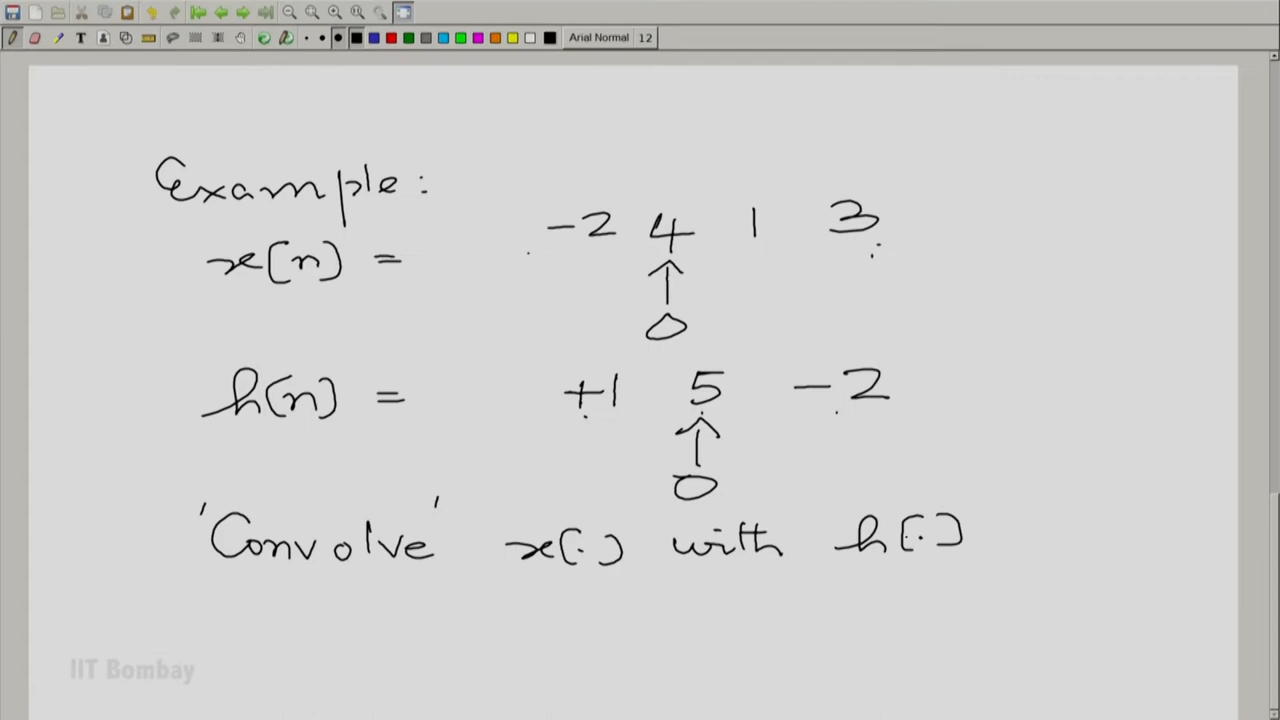 Arial Normal 12
Example:
x[n] = -2 4 1 3
↑
0
h[n] = +1 5 -2
↑
0
'Convolve' x[.] with h[.]
IIT Bombay